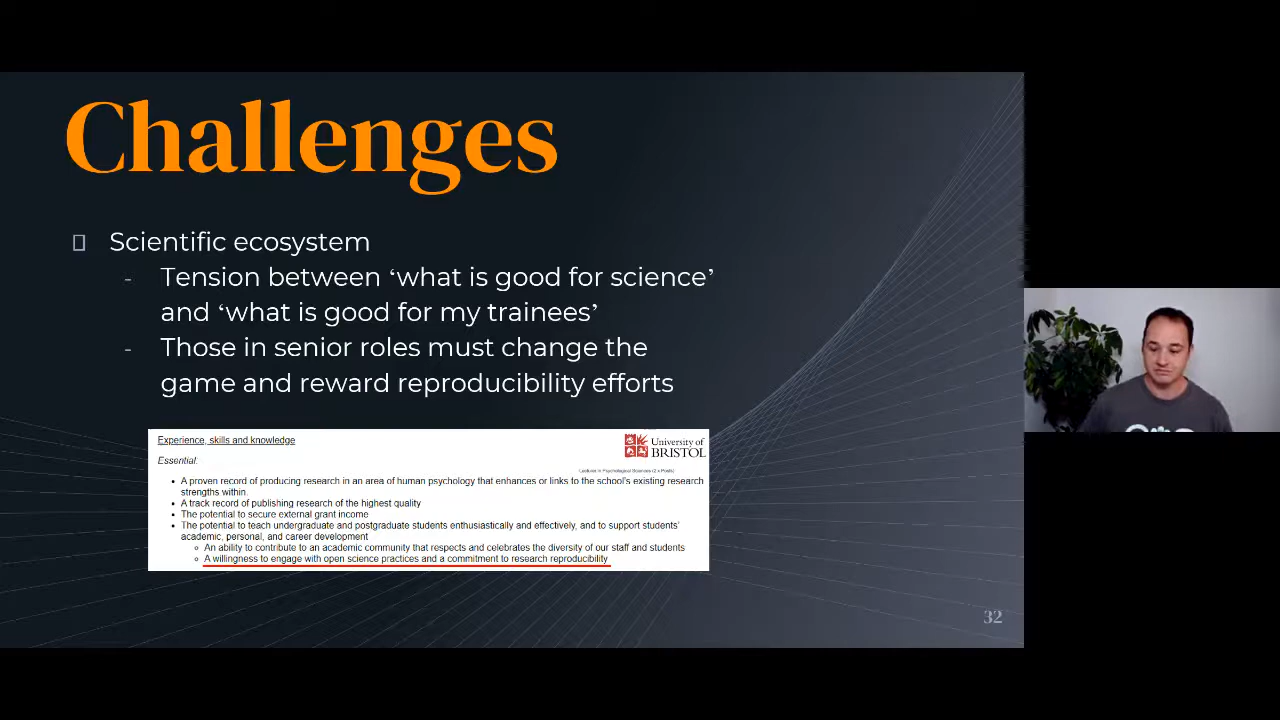 Challenges
Scientific ecosystem
- Tension between ‘what is good for science’
and ‘what is good for my trainees’
- Those in senior roles must change the
game and reward reproducibility efforts
Experience, skills and knowledge
University of
BRISTOL
Essential:
Lecturer in Psychological Sciences (2 x Posts)
• A proven record of producing research in an area of human psychology that enhances or links to the school's existing research
strengths within.
• A track record of publishing research of the highest quality
• The potential to secure external grant income
• The potential to teach undergraduate and postgraduate students enthusiastically and effectively, and to support students'
academic, personal, and career development
o An ability to contribute to an academic community that respects and celebrates the diversity of our staff and students
o A willingness to engage with open science practices and a commitment to research reproducibility
32